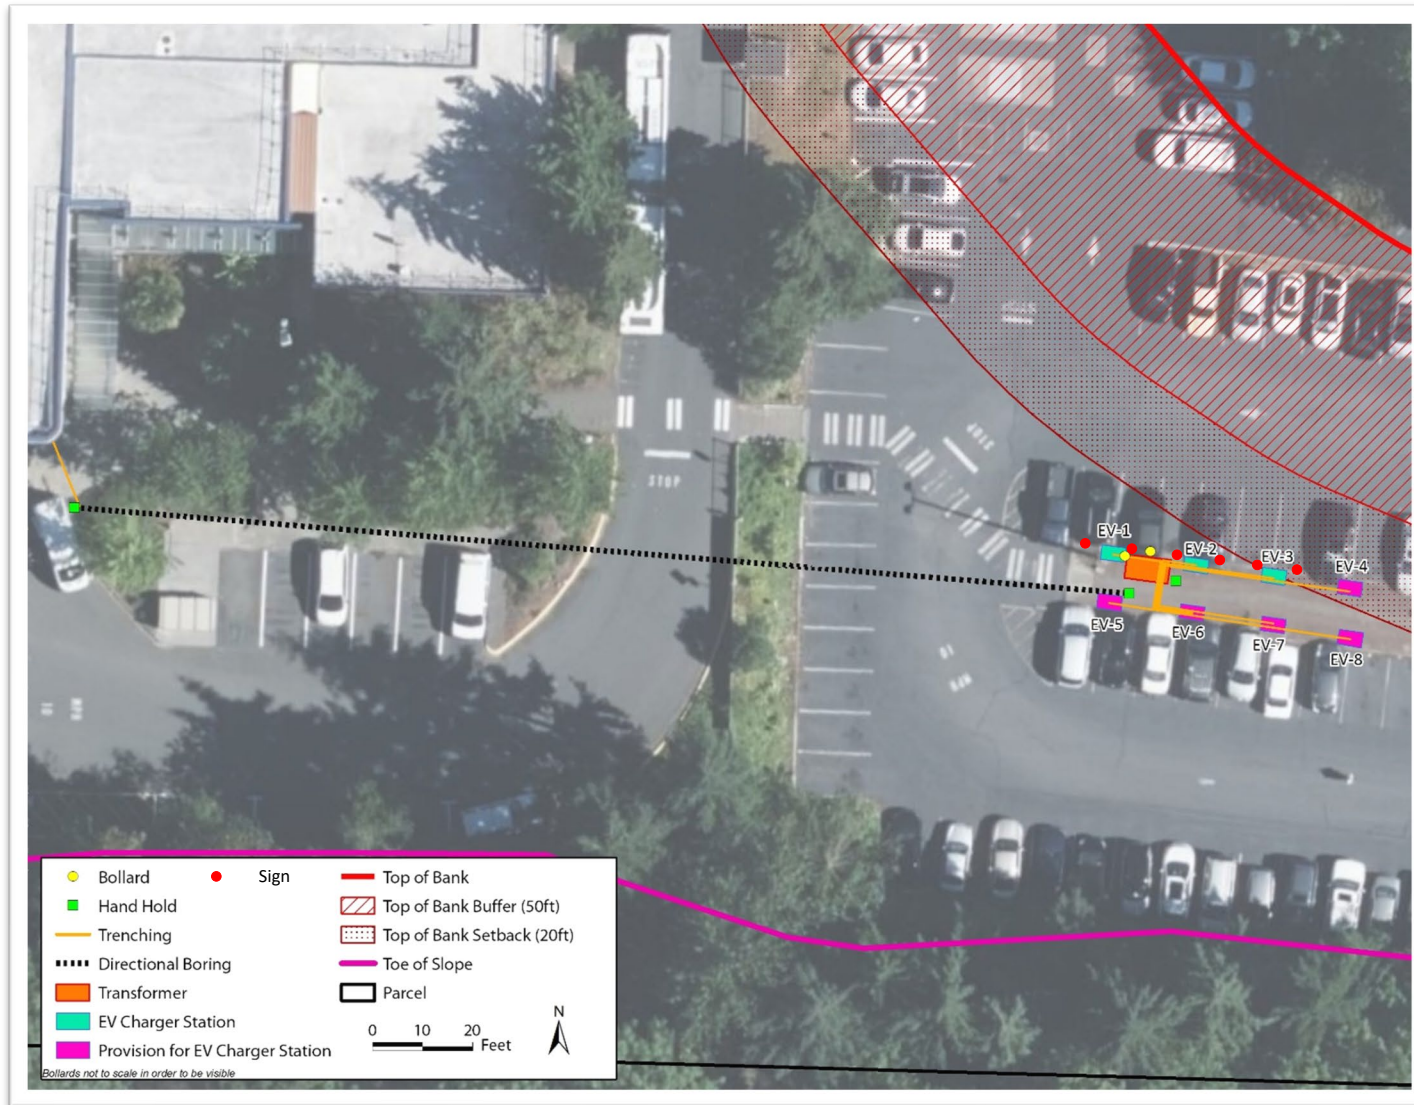 STOP
STOP
EV-1
EV-2
EV-3
EV-4
EV-5
EV-6
EV-7
EV-8
Bollard
Sign
Top of Bank
Hand Hold
Top of Bank Buffer (50ft)
Trenching
Top of Bank Setback (20ft)
Directional Boring
Toe of Slope
Transformer
Parcel
EV Charger Station
N
0 10 20
Feet
Provision for EV Charger Station
Bollards not to scale in order to be visible